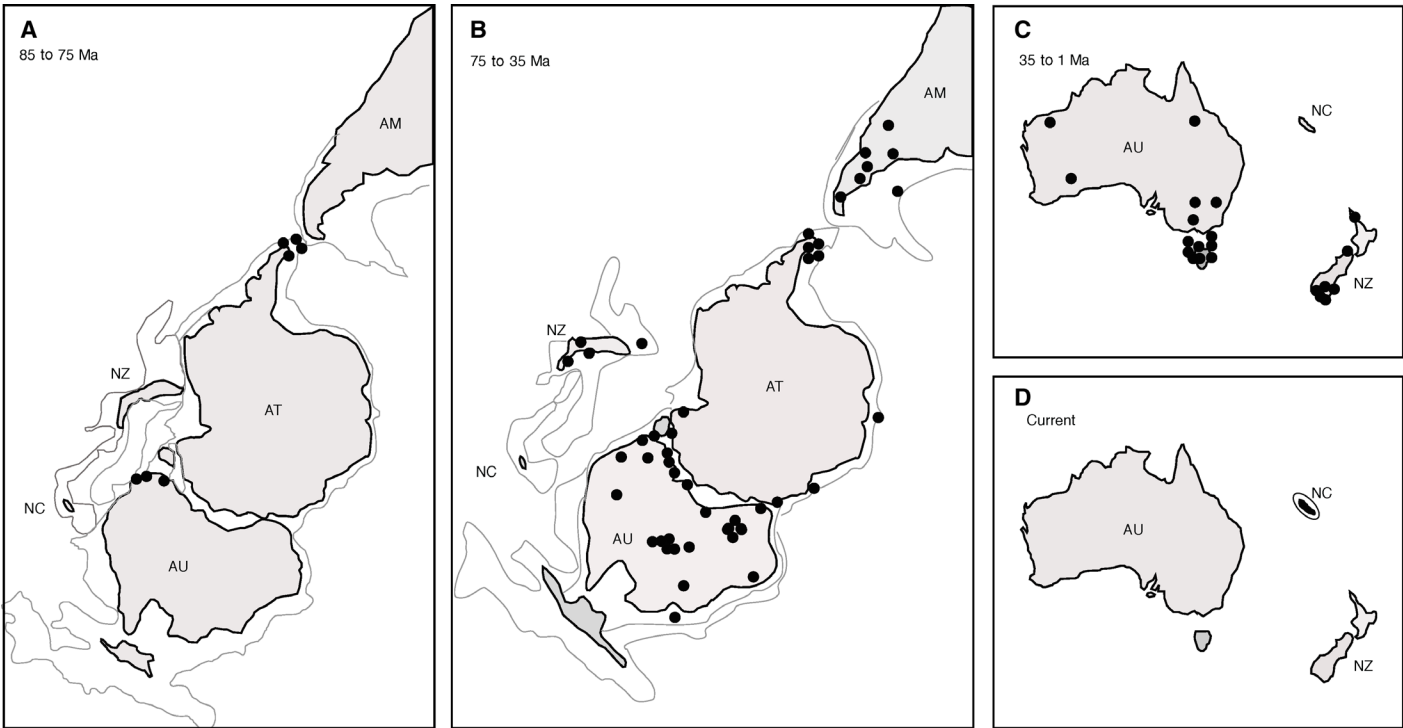 A
85 to 75 Ma
AM
NZ
AT
NC
AU
B
75 to 35 Ma
AM
NZ
AT
NC
AU
C
35 to 1 Ma
NC
AU
NZ
D
Current
NC
AU
NZ